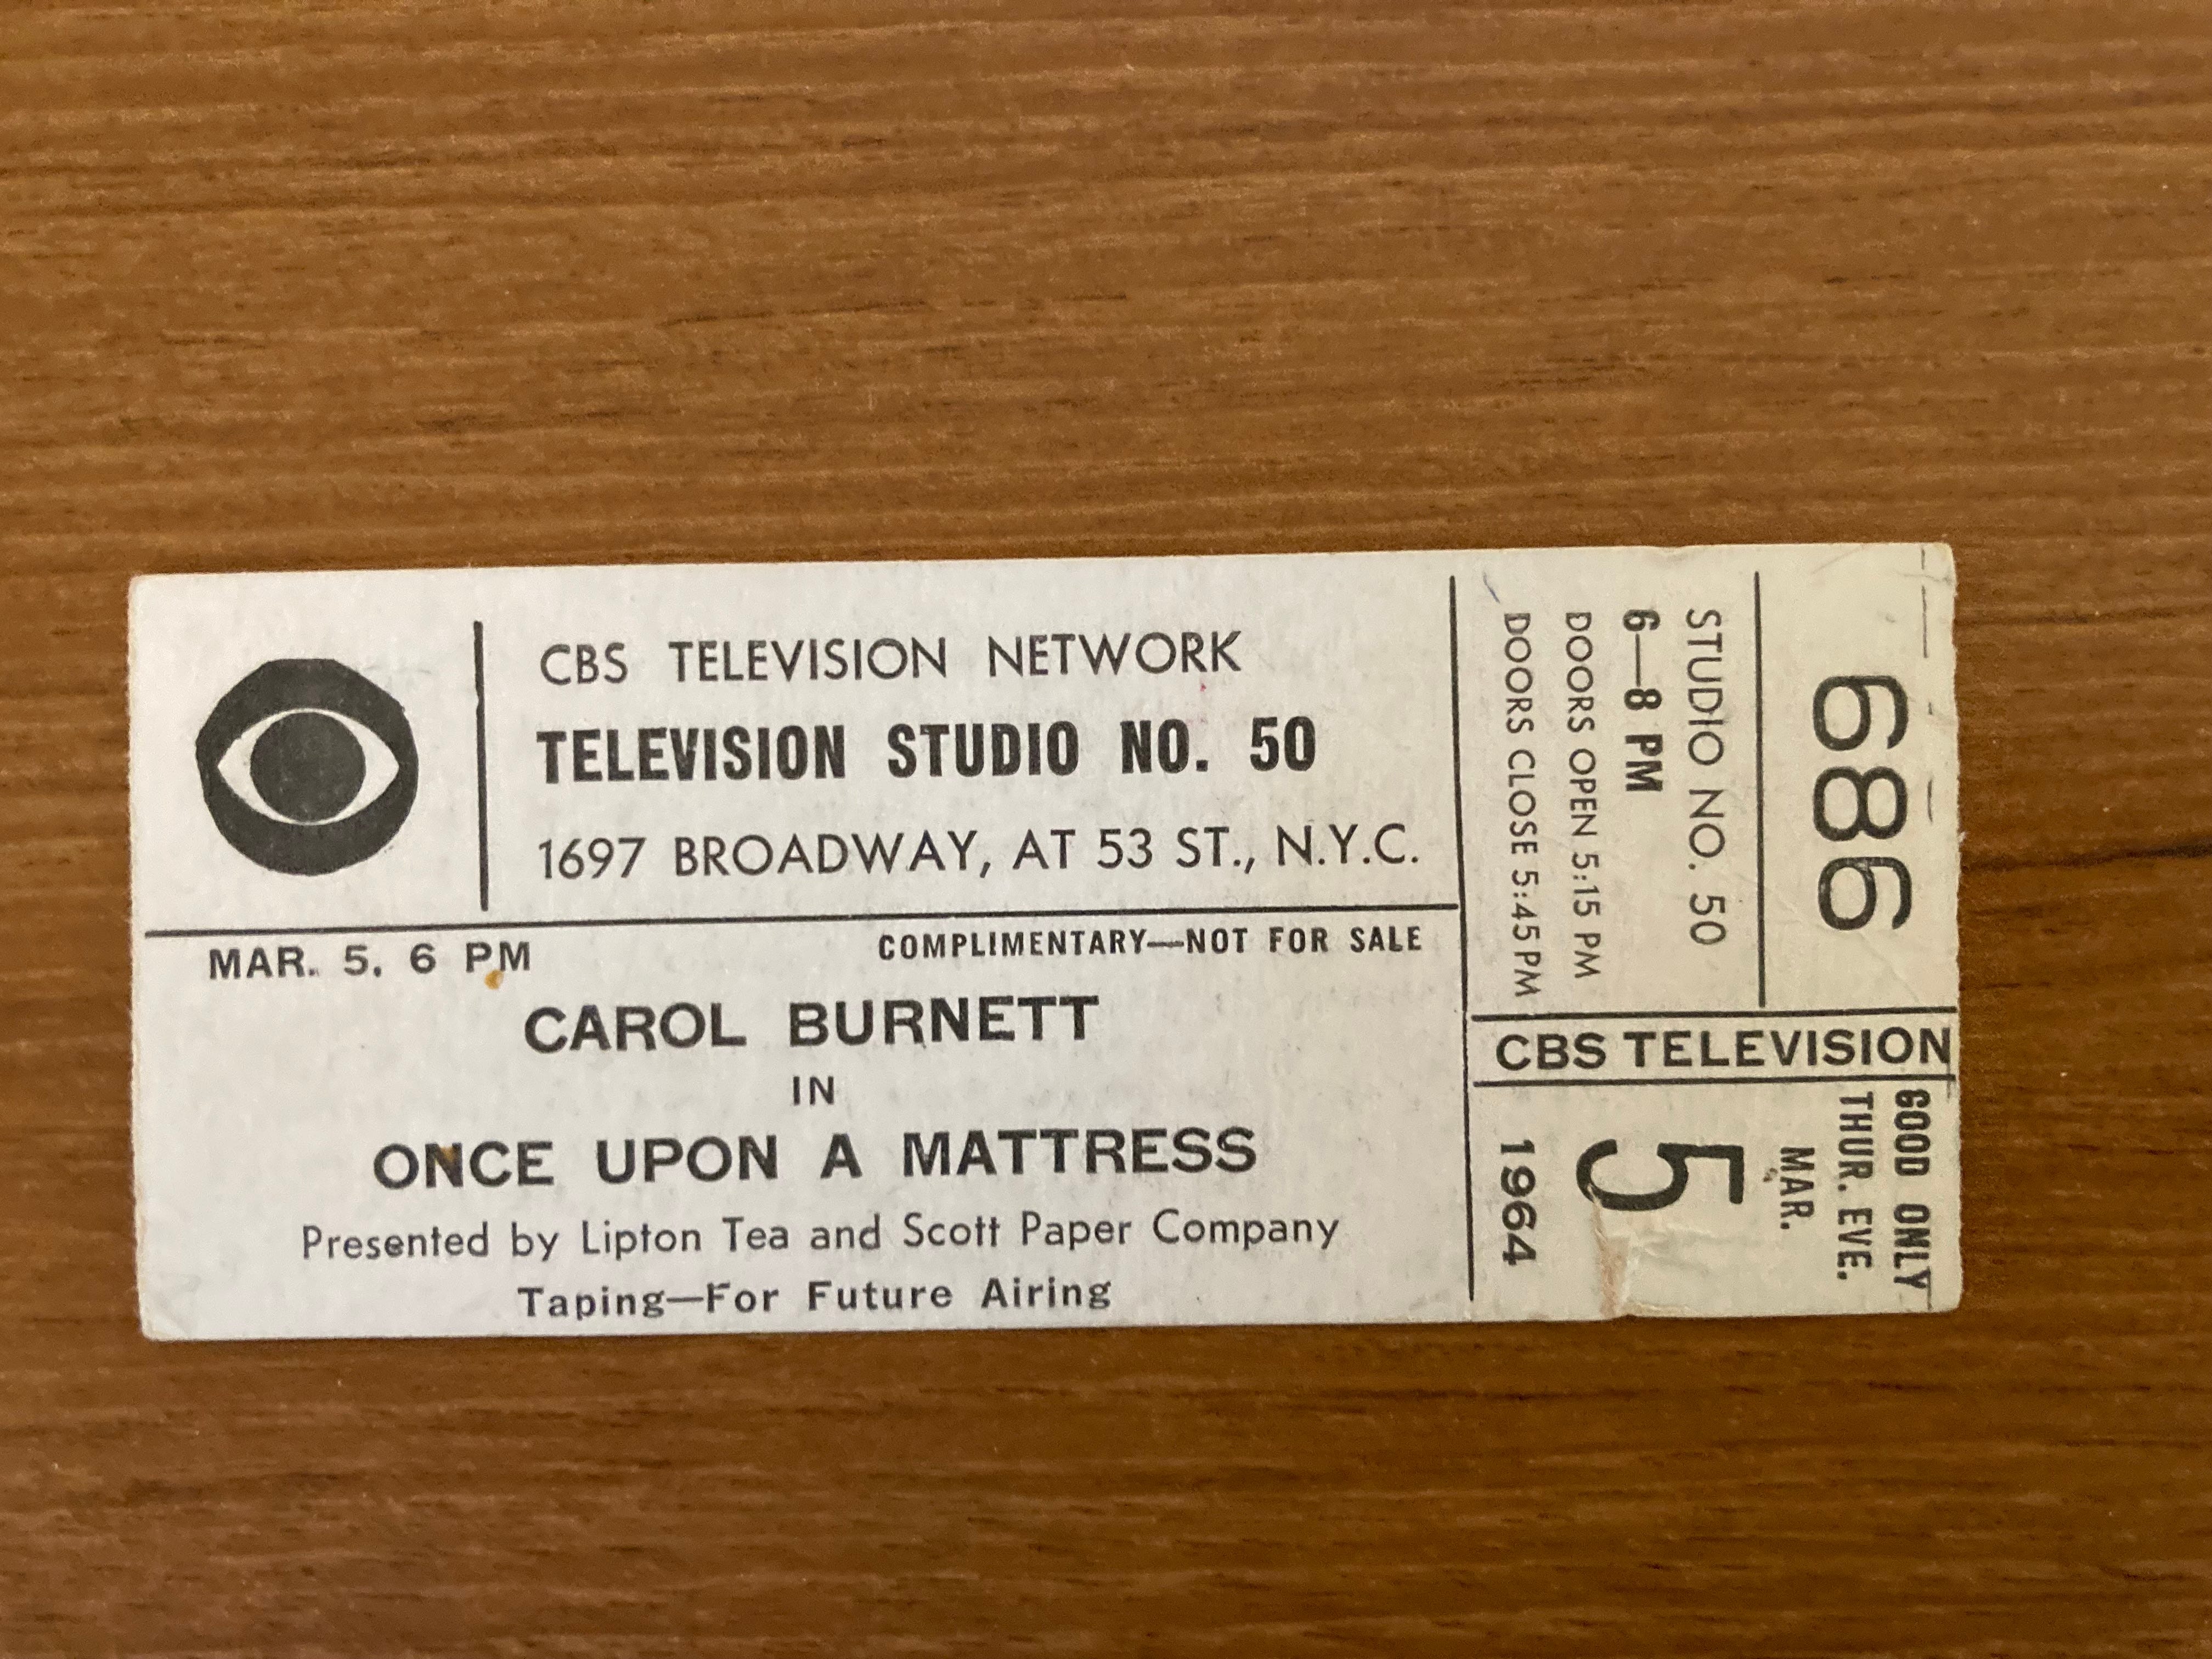 CBS TELEVISION NETWORK
TELEVISION STUDIO NO. 50
1697 BROADWAY, AT 53 ST., N.Y.C.
MAR. 5, 6 PM
COMPLIMENTARY—NOT FOR SALE
CAROL BURNETT
IN
ONCE UPON A MATTRESS
Presented by Lipton Tea and Scott Paper Company
Taping—For Future Airing
686
STUDIO NO. 50
6—8 PM
DOORS OPEN 5:15 PM
DOORS CLOSE 5:45 PM
CBS TELEVISION
GOOD ONLY
THUR. EVE.
MAR.
5
1964